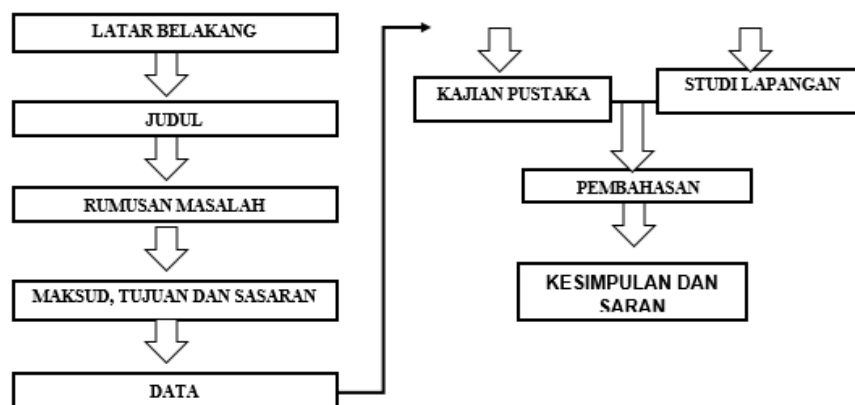 LATAR BELAKANG
JUDUL
RUMUSAN MASALAH
MAKSUD, TUJUAN DAN SASARAN
DATA
KAJIAN PUSTAKA
STUDI LAPANGAN
PEMBAHASAN
KESIMPULAN DAN
SARAN